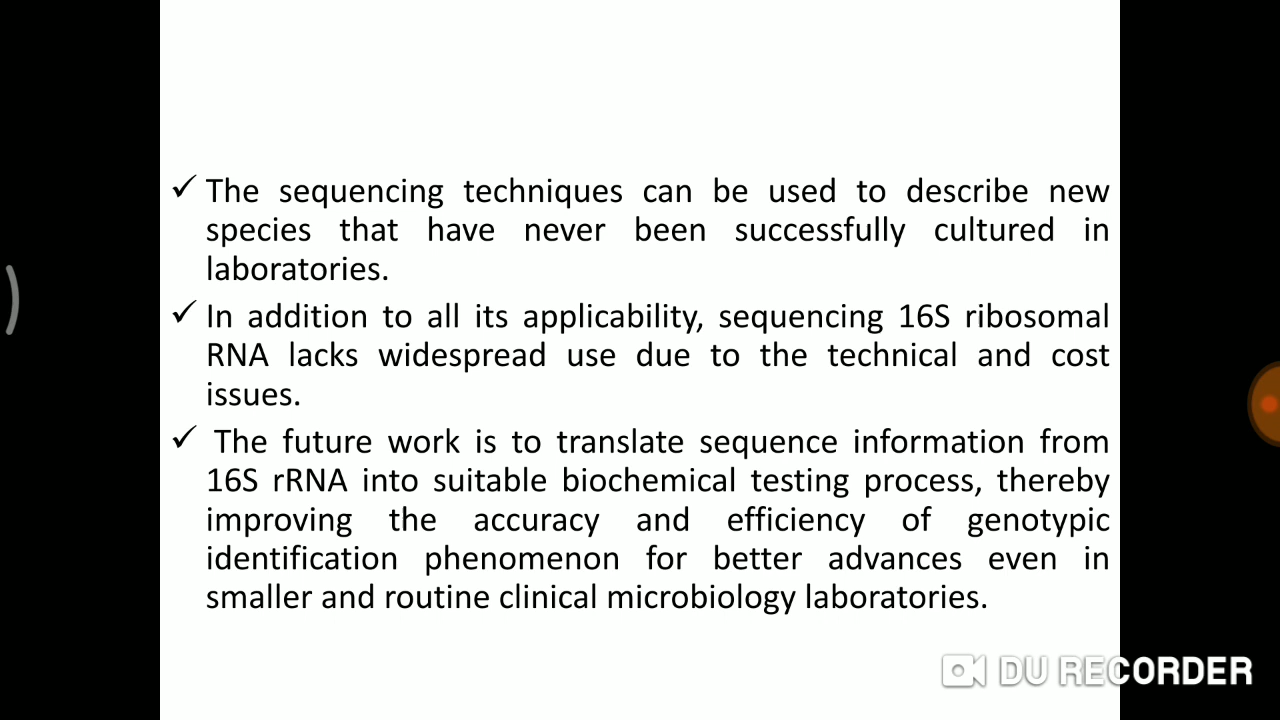 ✓ The sequencing techniques can be used to describe new
species that have never been successfully cultured in
laboratories.
✓ In addition to all its applicability, sequencing 16S ribosomal
RNA lacks widespread use due to the technical and cost
issues.
✓ The future work is to translate sequence information from
16S rRNA into suitable biochemical testing process, thereby
improving the accuracy and efficiency of genotypic
identification phenomenon for better advances even in
smaller and routine clinical microbiology laboratories.
DU RECORDER